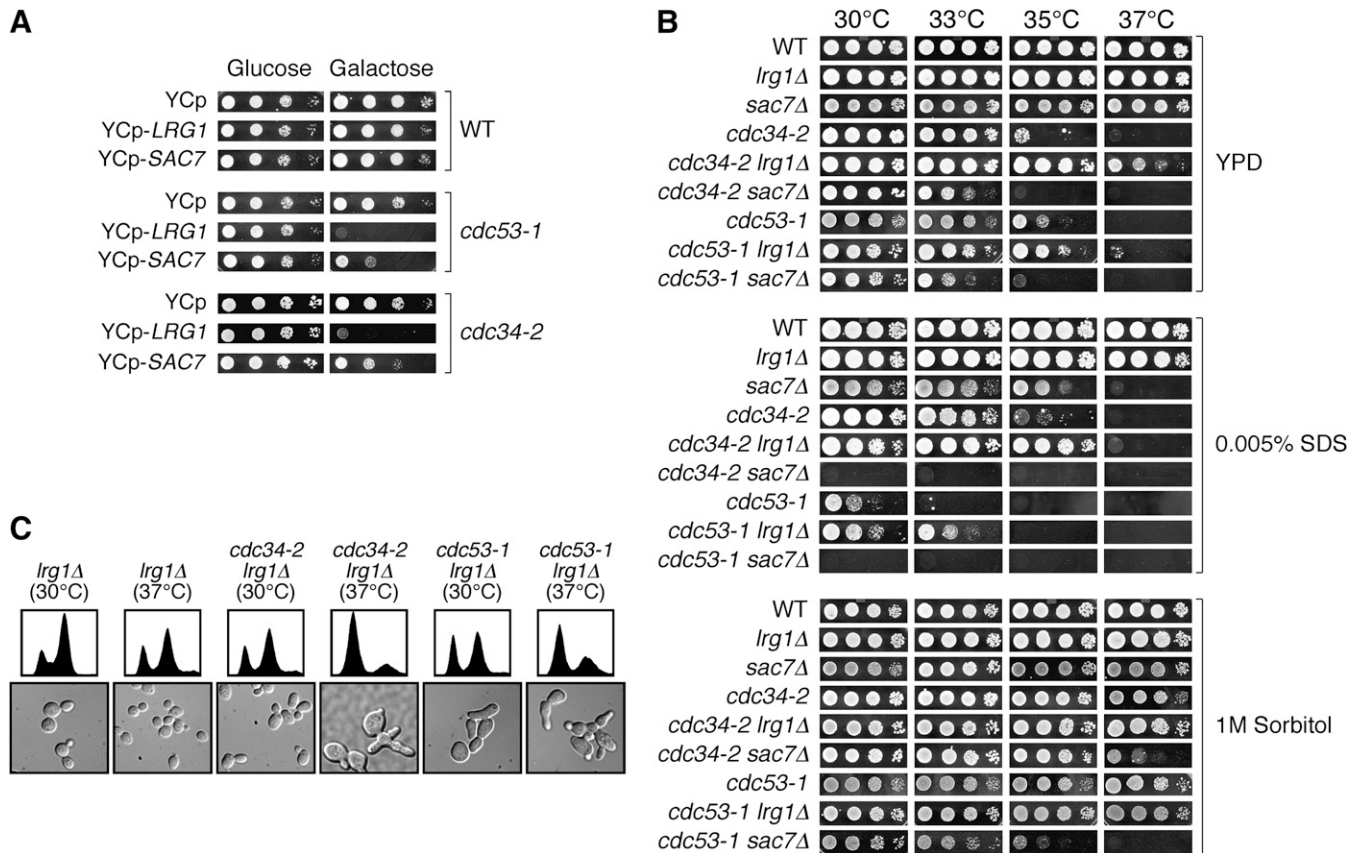 A
Glucose Galactose
YCp
YCp-LRG1
YCp-SAC7
WT
YCp
YCp-LRG1
YCp-SAC7
cdc53-1
YCp
YCp-LRG1
YCp-SAC7
cdc34-2
B
30°C 33°C 35°C 37°C
WT
lrg1Δ
sac7Δ
cdc34-2
cdc34-2 lrg1Δ
cdc34-2 sac7Δ
cdc53-1
cdc53-1 lrg1Δ
cdc53-1 sac7Δ
YPD
WT
lrg1Δ
sac7Δ
cdc34-2
cdc34-2 lrg1Δ
cdc34-2 sac7Δ
cdc53-1
cdc53-1 lrg1Δ
cdc53-1 sac7Δ
0.005% SDS
WT
lrg1Δ
sac7Δ
cdc34-2
cdc34-2 lrg1Δ
cdc34-2 sac7Δ
cdc53-1
cdc53-1 lrg1Δ
cdc53-1 sac7Δ
1M Sorbitol
C
cdc34-2 cdc34-2 cdc53-1 cdc53-1
lrg1Δ lrg1Δ lrg1Δ lrg1Δ lrg1Δ lrg1Δ
(30°C) (37°C) (30°C) (37°C) (30°C) (37°C)